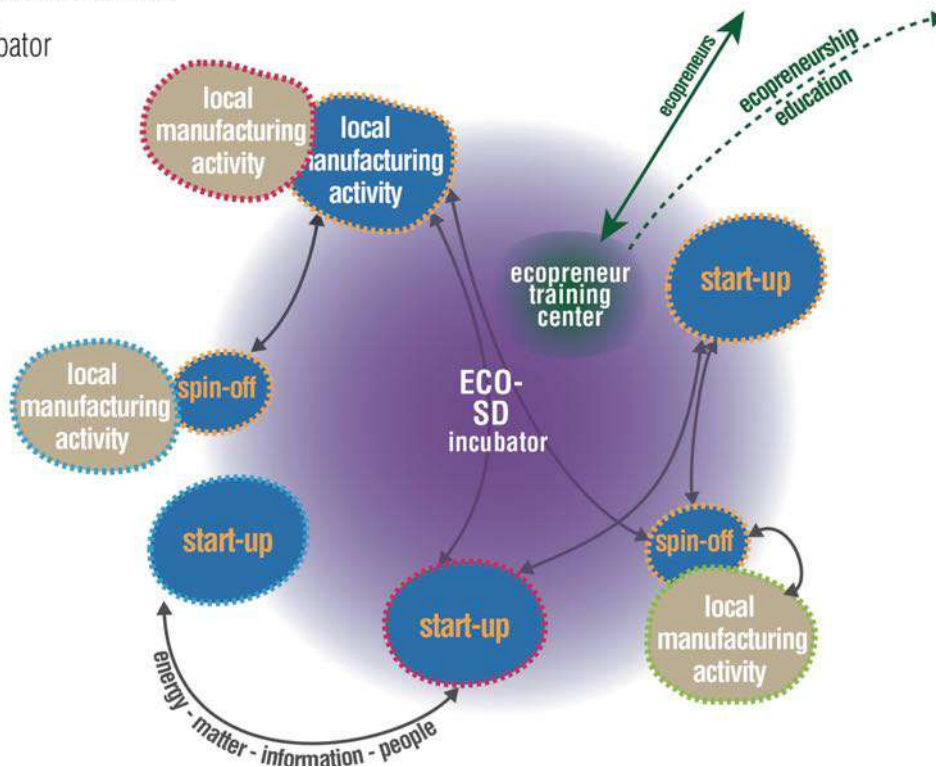 ecopreneurs
ecopreneurship
education
local
manufacturing
activity
local
manufacturing
activity
ecopreneur
training
center
start-up
local
manufacturing
activity
spin-off
ECO-
SD
incubator
start-up
spin-off
start-up
local
manufacturing
activity
energy - matter - information - people